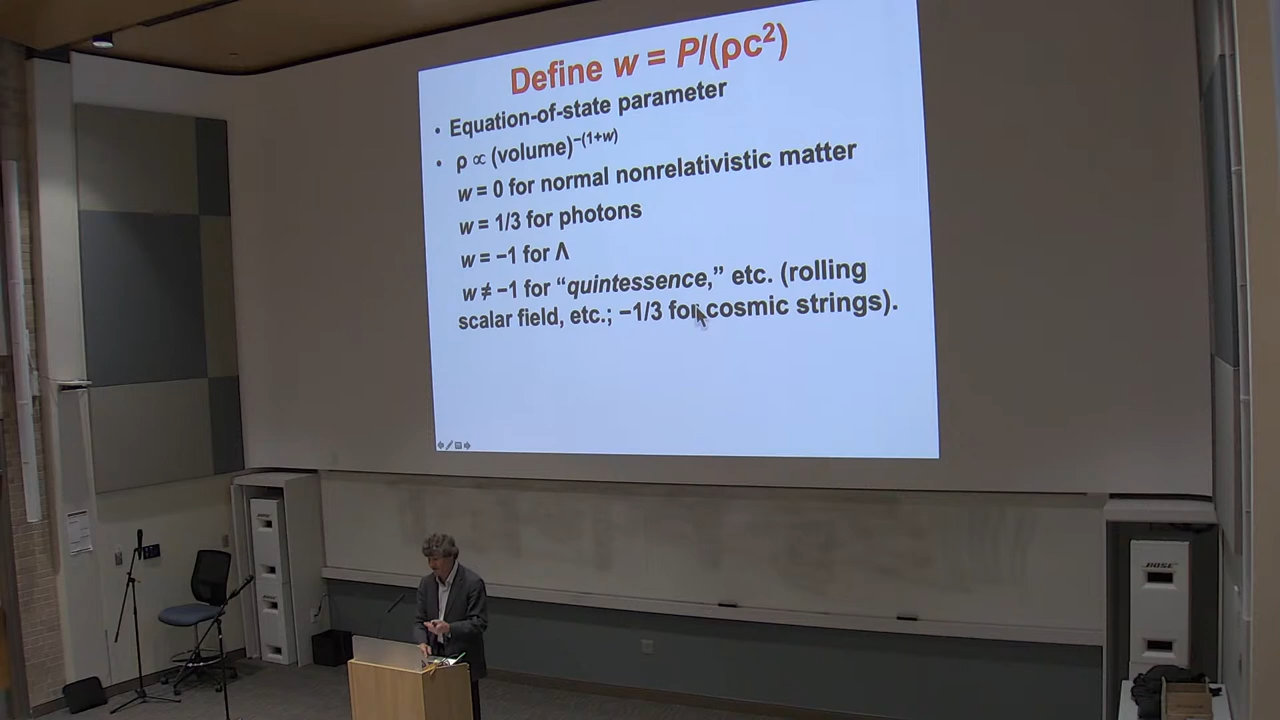 Define w = P/(ρc²)
• Equation-of-state parameter
• ρ ∝ (volume)⁻⁽¹⁺ʷ⁾
w = 0 for normal nonrelativistic matter
w = 1/3 for photons
w = −1 for Λ
w ≠ −1 for “quintessence,” etc. (rolling
scalar field, etc.; −1/3 for cosmic strings).
BOSE